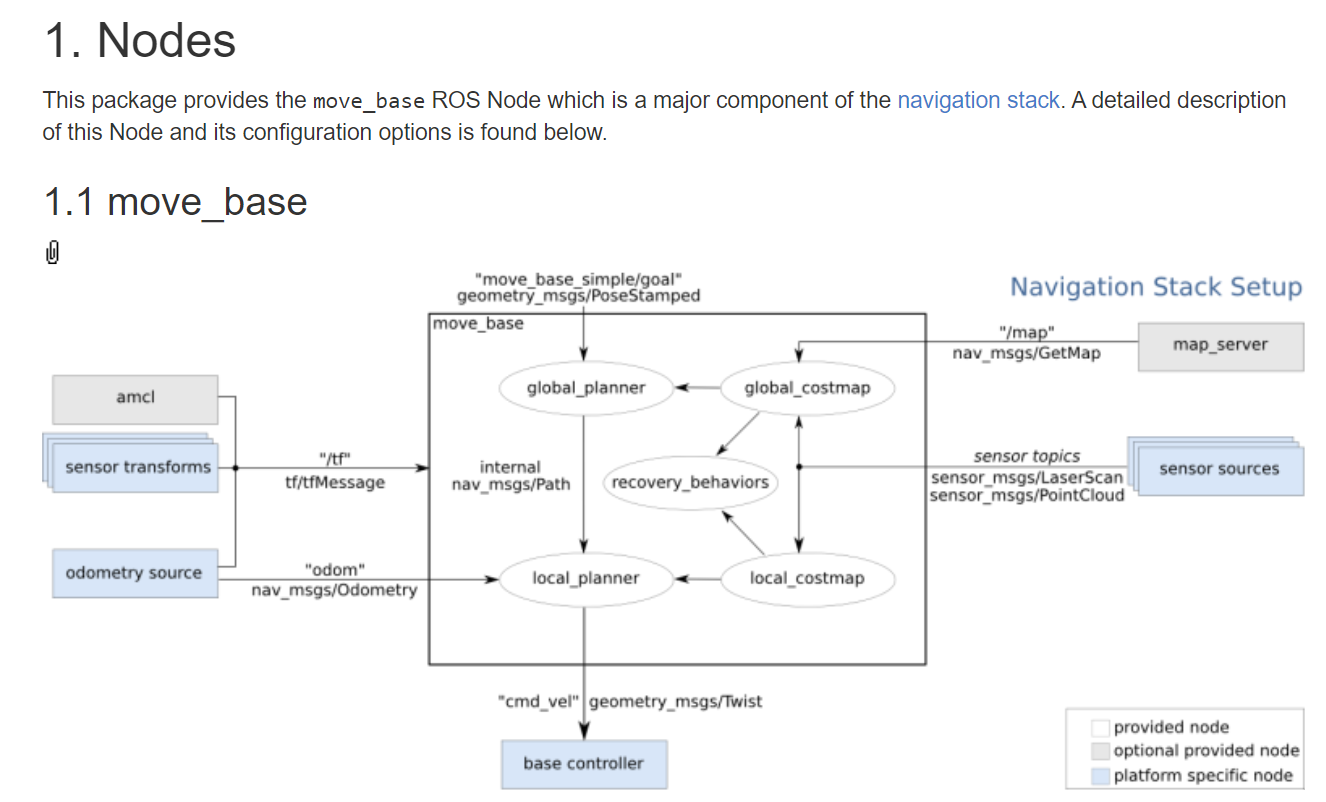 1. Nodes
This package provides the move_base ROS Node which is a major component of the navigation stack. A detailed description
of this Node and its configuration options is found below.
1.1 move_base
"move_base_simple/goal"
geometry_msgs/PoseStamped
Navigation Stack Setup
move_base
"/map"
nav_msgs/GetMap
map_server
global_planner
global_costmap
amcl
sensor transforms
"/tf"
tf/tfMessage
internal
nav_msgs/Path
recovery_behaviors
sensor topics
sensor_msgs/LaserScan
sensor_msgs/PointCloud
sensor sources
odometry source
"odom"
nav_msgs/Odometry
local_planner
local_costmap
"cmd_vel" geometry_msgs/Twist
base controller
provided node
optional provided node
platform specific node